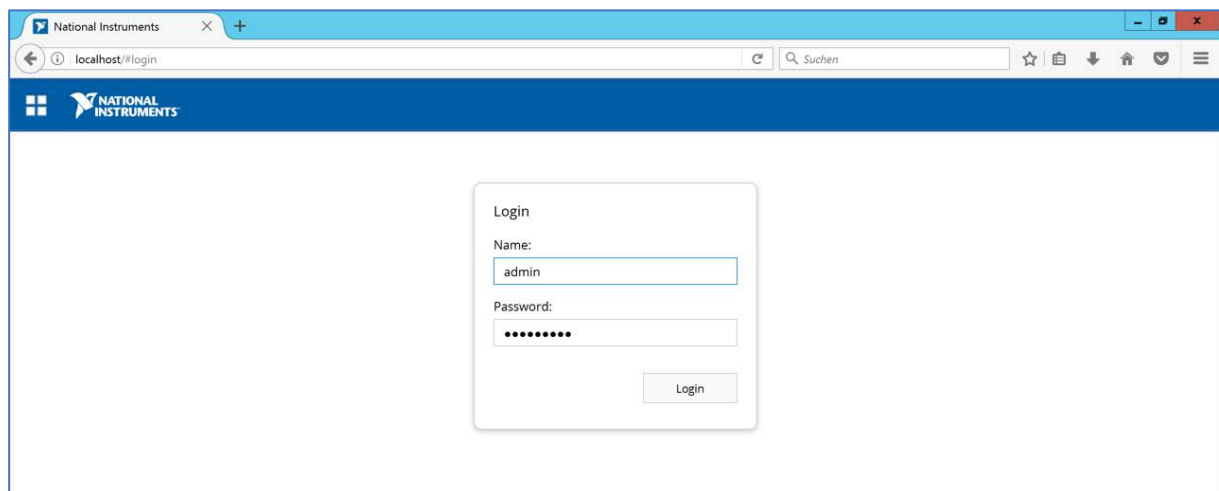 National Instruments
localhost/#login
Suchen
NATIONAL
INSTRUMENTS
Login
Name:
admin
Password:
•••••••••
Login